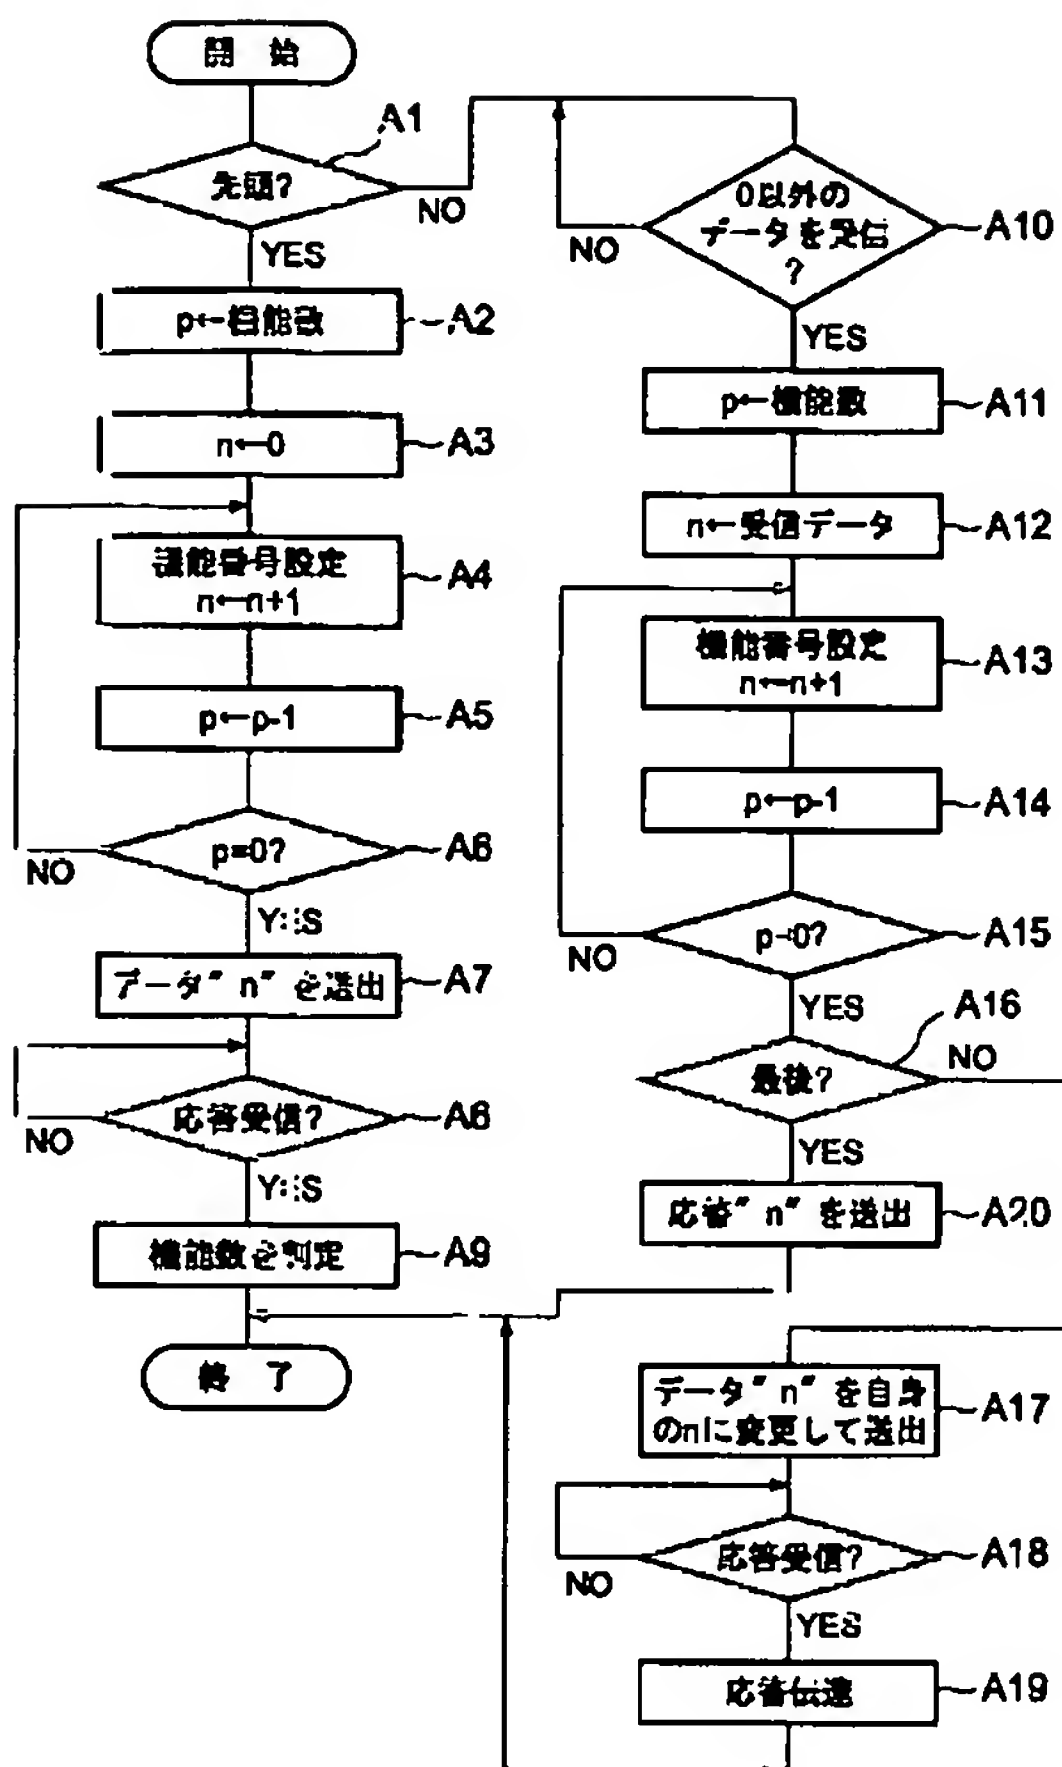 開 始
A1
先頭?
NO
YES
p←機能数
A2
n←0
A3
機能番号設定
n←n+1
A4
p←p-1
A5
p=0?
A6
NO
YES
データ"n"を送出
A7
応答受信?
A8
NO
YES
機能数を判定
A9
終 了
0以外の
データを受信
?
A10
NO
YES
p←機能数
A11
n←受信データ
A12
機能番号設定
n←n+1
A13
p←p-1
A14
p=0?
A15
NO
YES
A16
最後?
NO
YES
応答"n"を送出
A20
データ"n"を自身
のnに変更して送出
A17
応答受信?
A18
NO
YES
応答伝達
A19